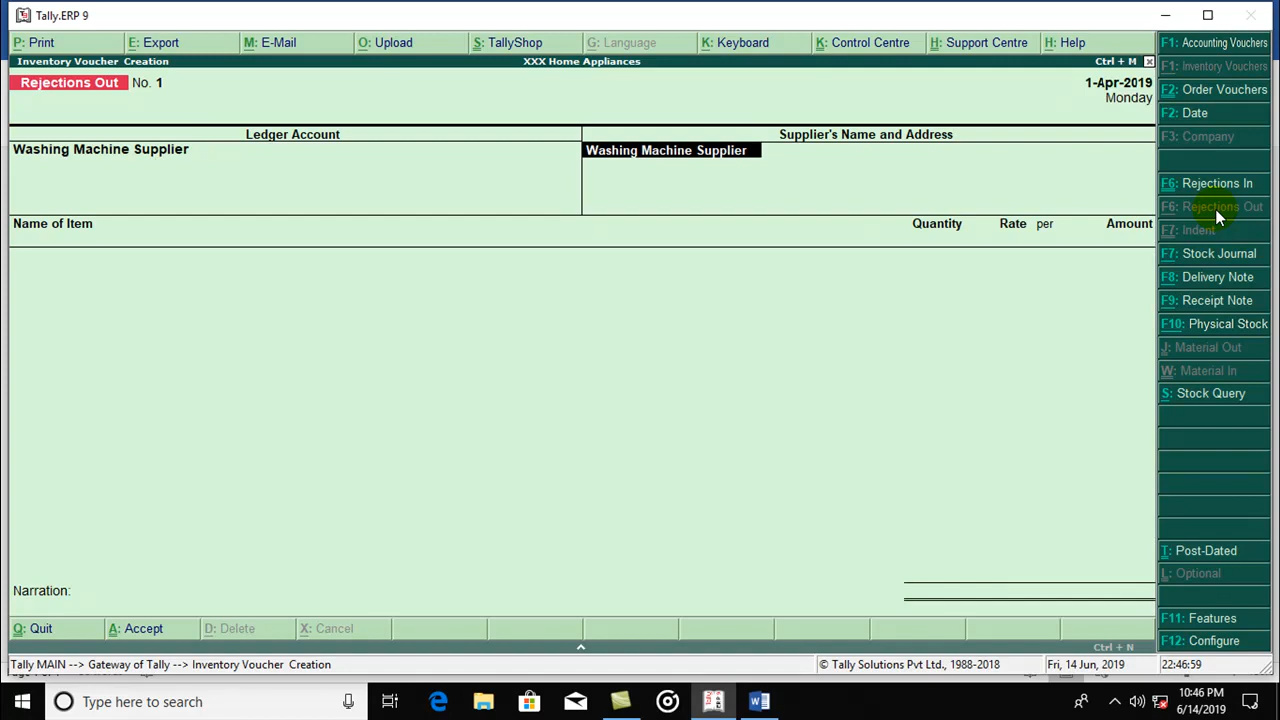 Tally.ERP 9
P: Print E: Export M: E-Mail O: Upload S: TallyShop G: Language K: Keyboard K: Control Centre H: Support Centre H: Help F1: Accounting Vouchers
Inventory Voucher Creation XXX Home Appliances Ctrl + M F1: Inventory Vouchers
Rejections Out No. 1 1-Apr-2019 F2: Order Vouchers
Monday
F2: Date
Ledger Account Supplier's Name and Address F3: Company
Washing Machine Supplier Washing Machine Supplier
F6: Rejections In
F6: Rejections Out
Name of Item Quantity Rate per Amount F7: Indent
F7: Stock Journal
F8: Delivery Note
F9: Receipt Note
F10: Physical Stock
J: Material Out
W: Material In
S: Stock Query
T: Post-Dated
L: Optional
Narration:
F11: Features
Q: Quit A: Accept D: Delete X: Cancel F12: Configure
Ctrl + N
Tally MAIN --> Gateway of Tally --> Inventory Voucher Creation © Tally Solutions Pvt Ltd., 1988-2018 Fri, 14 Jun, 2019 22:46:59
Type here to search 10:46 PM
6/14/2019